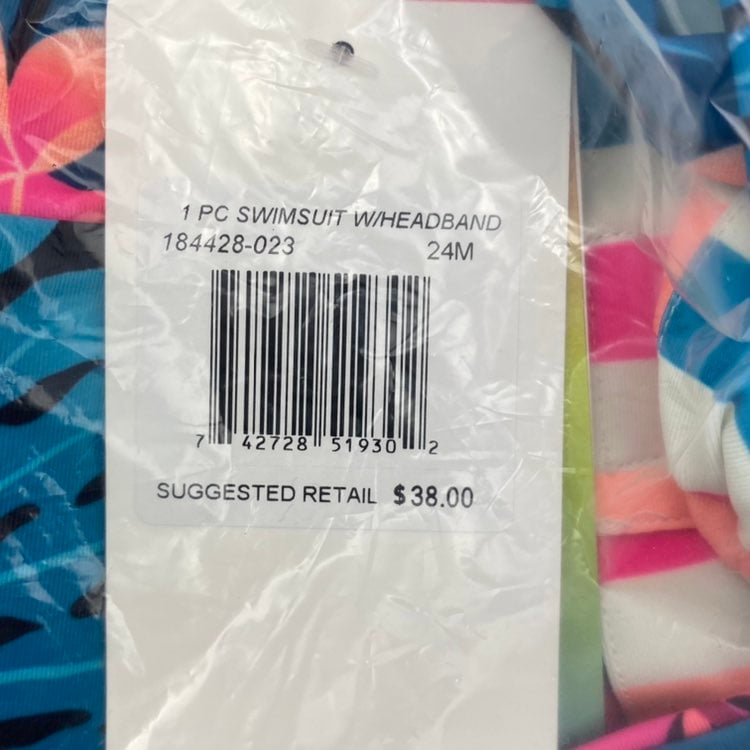 1 PC SWIMSUIT W/HEADBAND
184428-023 24M
7 42728 51930 2
SUGGESTED RETAIL $38.00